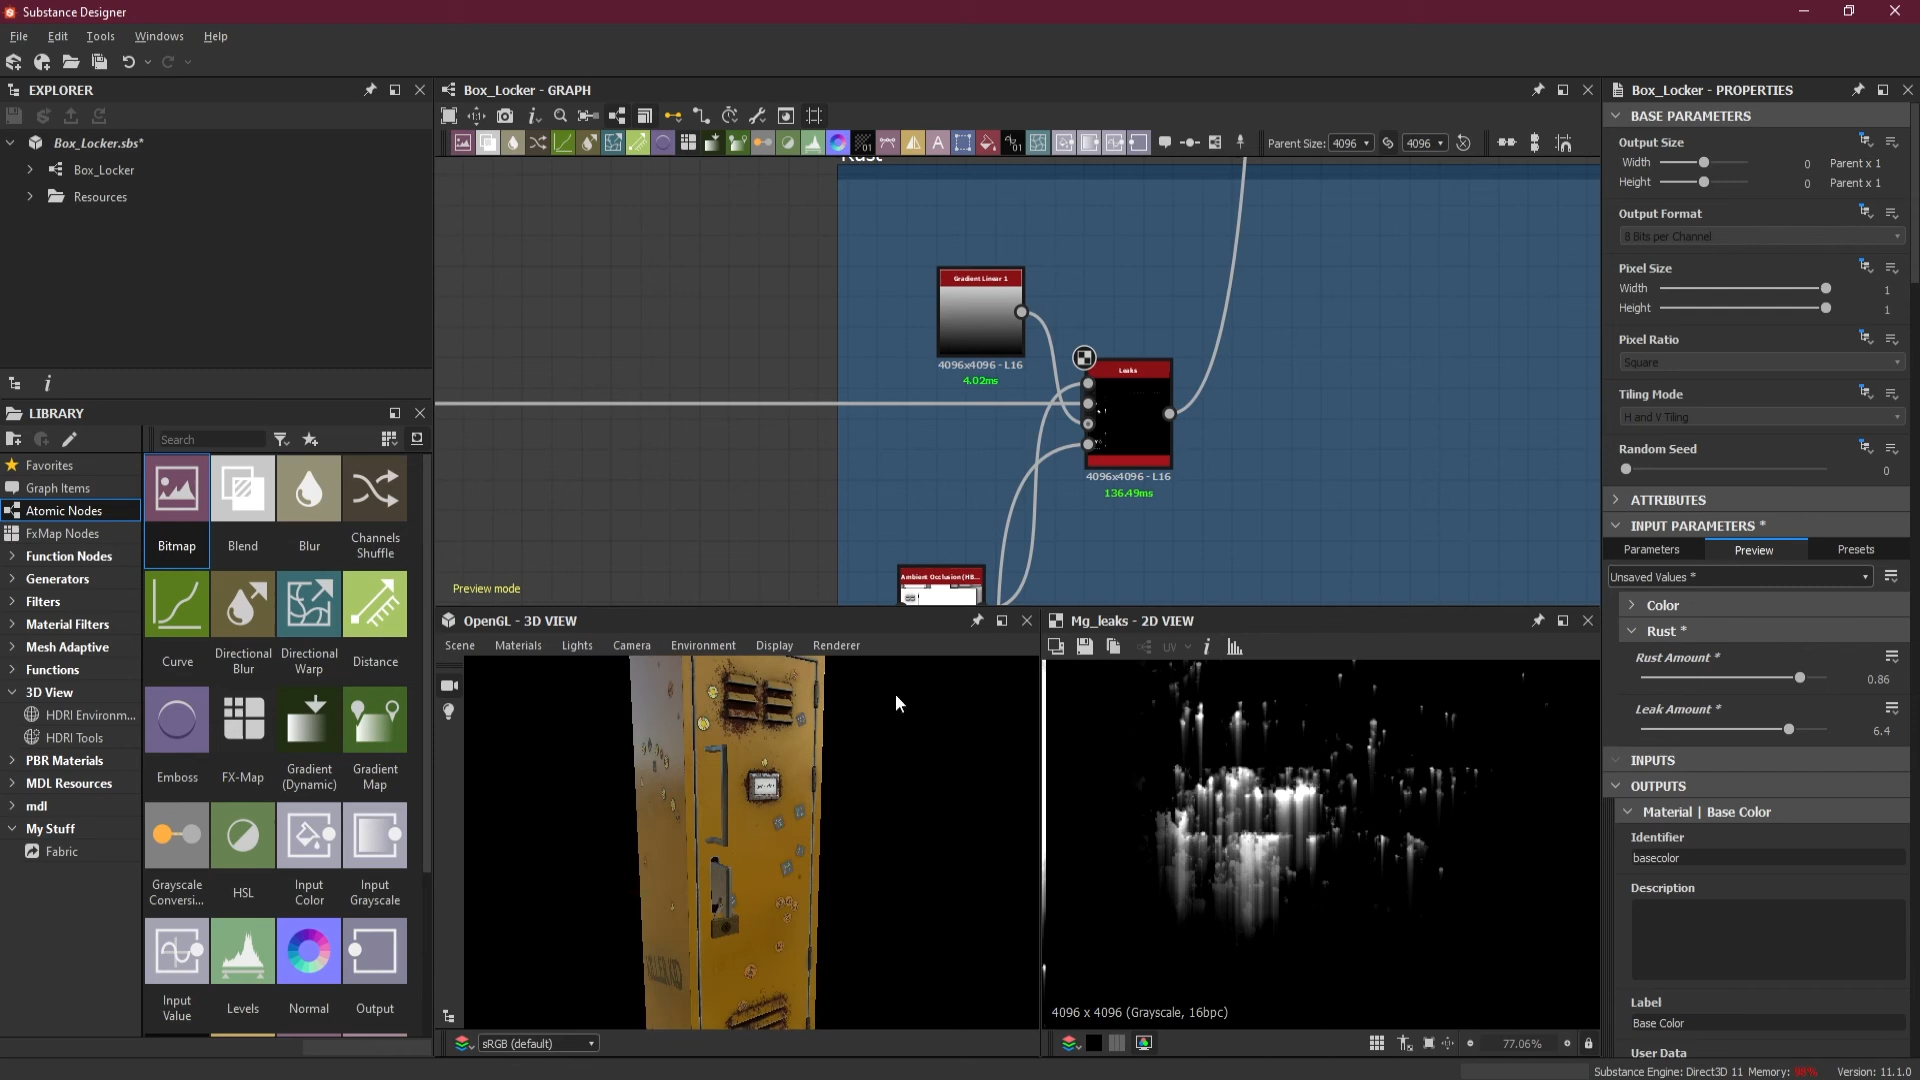 Substance Designer
File Edit Tools Windows Help
EXPLORER
Box_Locker.sbs*
Box_Locker
Resources
LIBRARY
Search
Favorites
Graph Items
Atomic Nodes
FxMap Nodes
Function Nodes
Generators
Filters
Material Filters
Mesh Adaptive
Functions
3D View
HDRI Environm...
HDRI Tools
PBR Materials
MDL Resources
mdl
My Stuff
Fabric
Bitmap
Blend
Blur
Channels
Shuffle
Curve
Directional
Blur
Directional
Warp
Distance
Emboss
FX-Map
Gradient
(Dynamic)
Gradient
Map
Grayscale
Conversi...
HSL
Input
Color
Input
Grayscale
Input
Value
Levels
Normal
Output
Box_Locker - GRAPH
Parent Size: 4096 4096
Rust
Gradient Linear 1
4096x4096 - L16
4.02ms
Leaks
4096x4096 - L16
136.49ms
Ambient Occlusion (HB...
Preview mode
OpenGL - 3D VIEW
Scene Materials Lights Camera Environment Display Renderer
sRGB (default)
Mg_leaks - 2D VIEW
UV
4096 x 4096 (Grayscale, 16bpc)
77.06%
Box_Locker - PROPERTIES
BASE PARAMETERS
Output Size
Width 0 Parent x 1
Height 0 Parent x 1
Output Format
8 Bits per Channel
Pixel Size
Width 1
Height 1
Pixel Ratio
Square
Tiling Mode
H and V Tiling
Random Seed
0
ATTRIBUTES
INPUT PARAMETERS *
Parameters Preview Presets
Unsaved Values *
Color
Rust *
Rust Amount *
0.86
Leak Amount *
6.4
INPUTS
OUTPUTS
Material | Base Color
Identifier
basecolor
Description
Label
Base Color
User Data
Substance Engine: Direct3D 11 Memory: 96% Version: 11.1.0